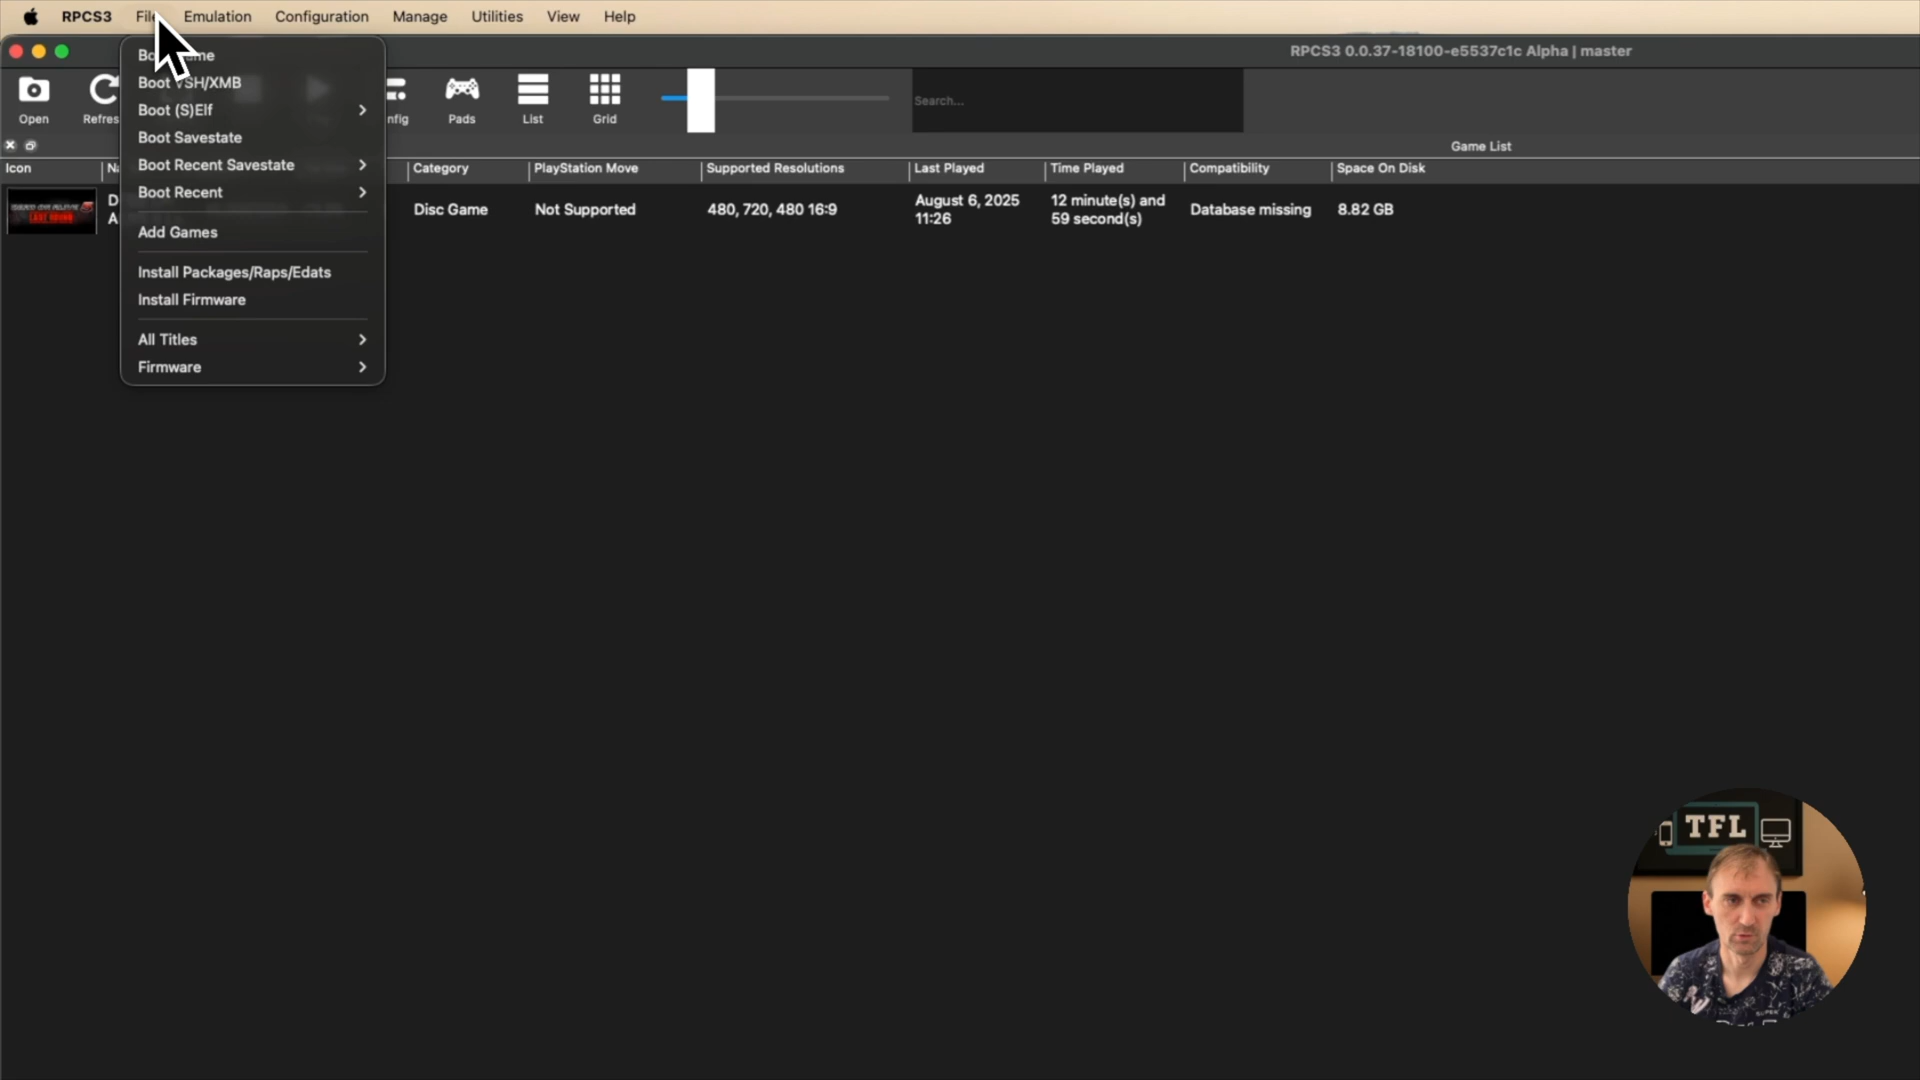 RPCS3 File Emulation Configuration Manage Utilities View Help
RPCS3 0.0.37-18100-e5537c1c Alpha | master
Boot VSH/XMB
Boot (S)Elf
Boot Savestate
Boot Recent Savestate
Boot Recent
Add Games
Install Packages/Raps/Edats
Install Firmware
All Titles
Firmware
Open Pads List Grid
Search...
Game List
Icon Category PlayStation Move Supported Resolutions Last Played Time Played Compatibility Space On Disk
Disc Game Not Supported 480, 720, 480 16:9 August 6, 2025 12 minute(s) and Database missing 8.82 GB
11:26 59 second(s)
LAST ROUND
TFL